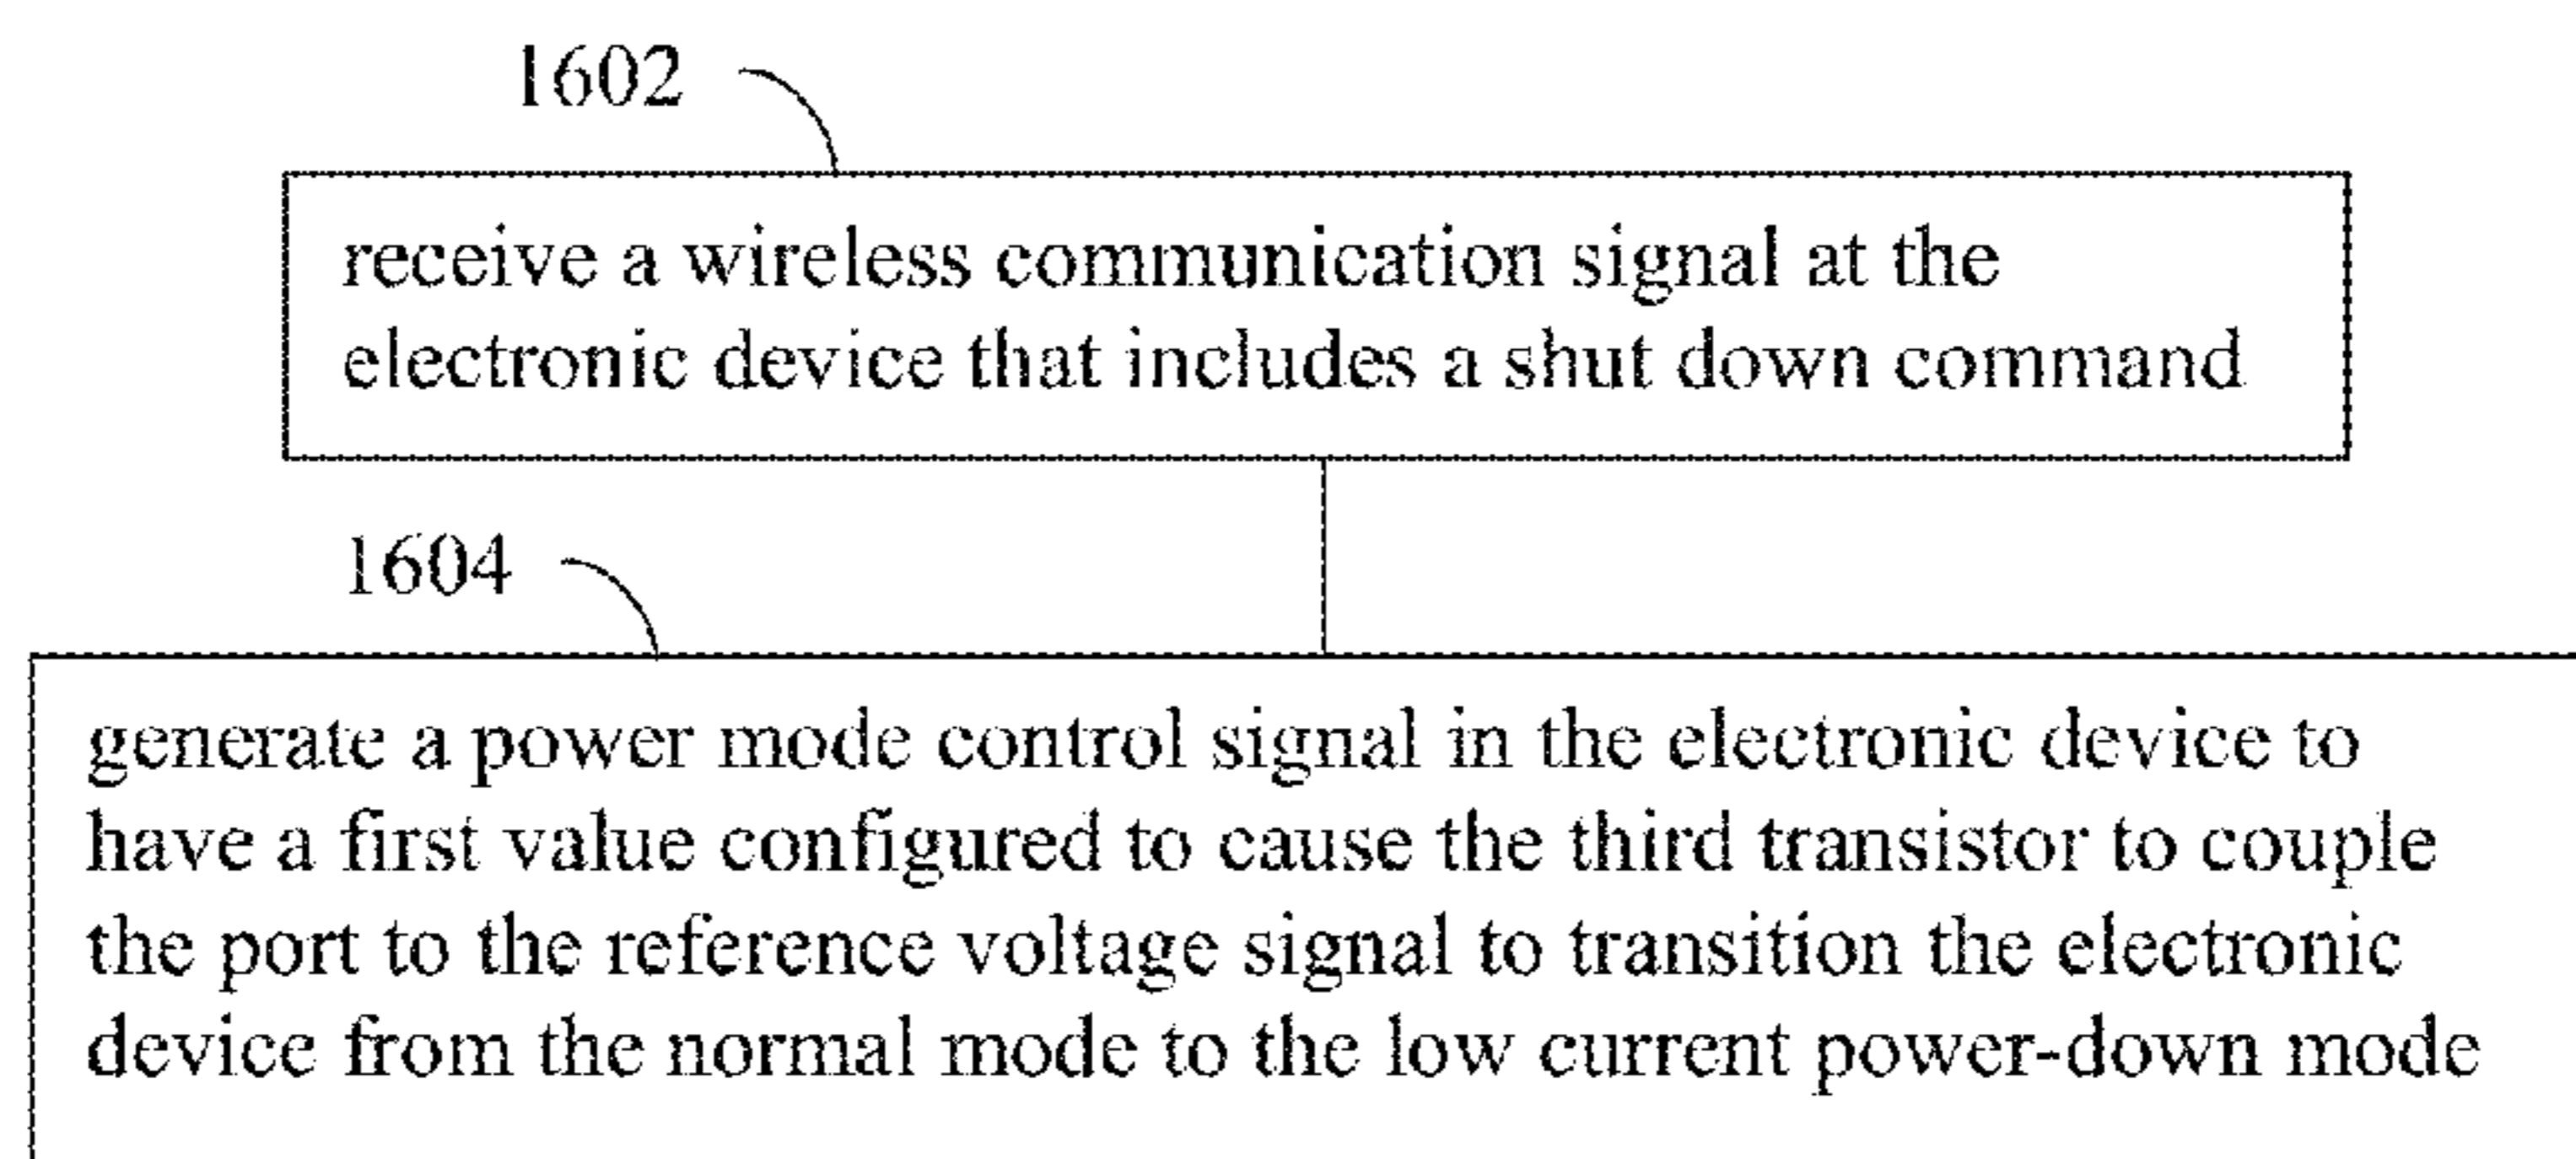 1602
receive a wireless communication signal at the
electronic device that includes a shut down command
1604
generate a power mode control signal in the electronic device to
have a first value configured to cause the third transistor to couple
the port to the reference voltage signal to transition the electronic
device from the normal mode to the low current power-down mode